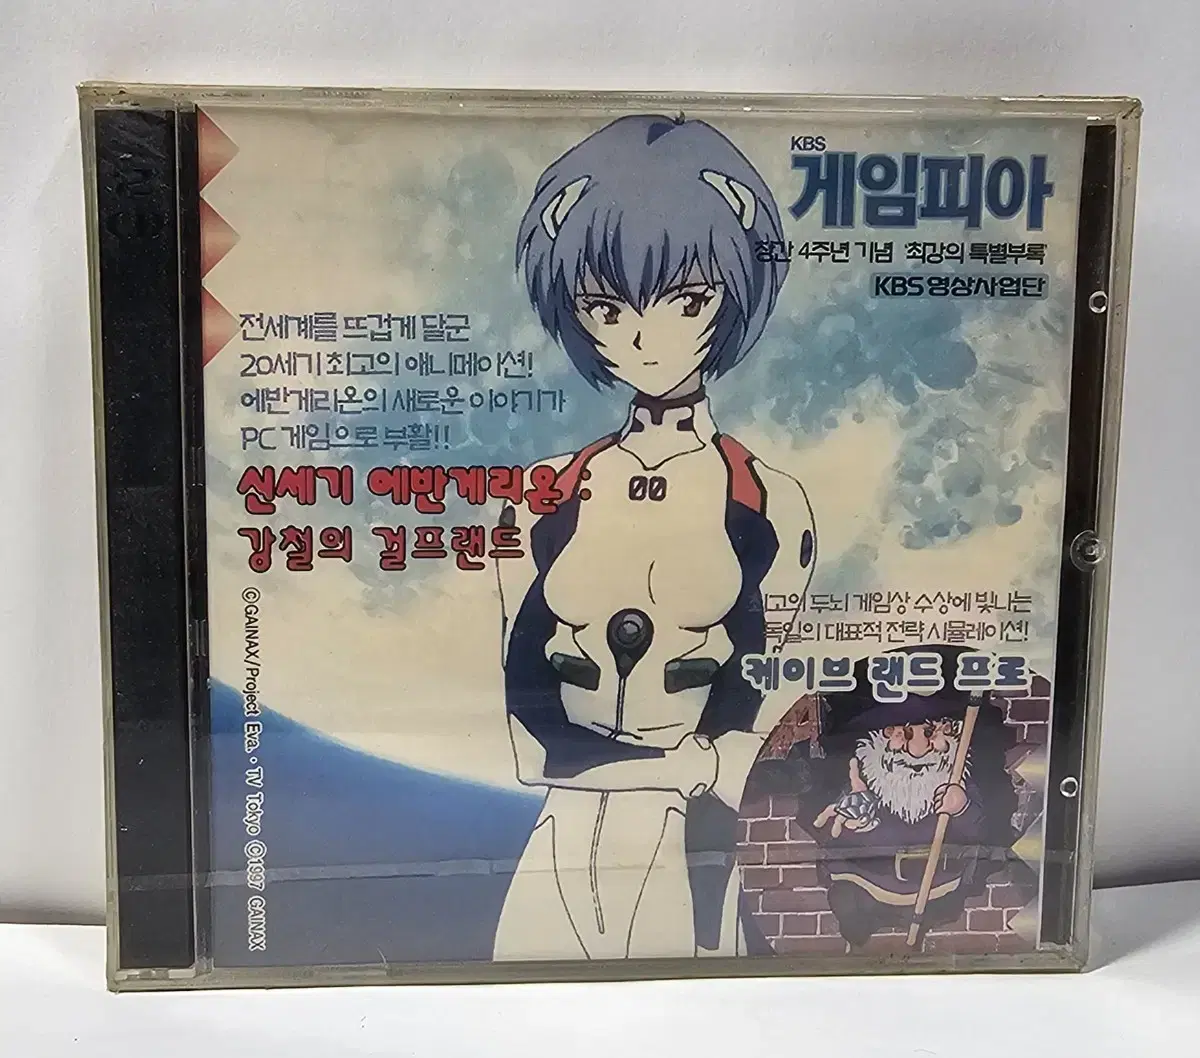 KBS
게임피아
창간 4주년 기념 '최강의 특별부록'
KBS 영상사업단
전세계를 뜨겁게 달군
20세기 최고의 애니메이션!
에반게리온의 새로운 이야기가
PC 게임으로 부활!!
신세기 에반게리온 :
강철의 걸프랜드
00
최고의 두뇌 게임상 수상에 빛나는
독일의 대표적 전략 시뮬레이션!
케이브 랜드 프로
©GAINAX/Project Eva. • TV Tokyo ©1997 GAINAX